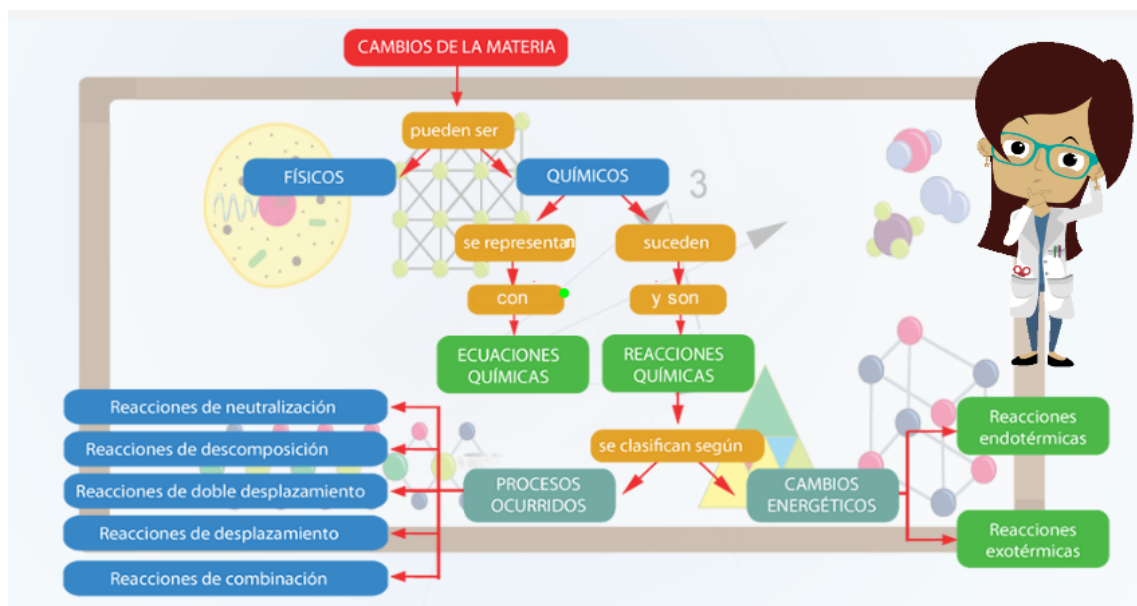 CAMBIOS DE LA MATERIA
pueden ser
FÍSICOS
QUÍMICOS
3
se representan
suceden
con
y son
ECUACIONES
QUÍMICAS
REACCIONES
QUÍMICAS
se clasifican según
PROCESOS
OCURRIDOS
CAMBIOS
ENERGÉTICOS
Reacciones de neutralización
Reacciones de descomposición
Reacciones de doble desplazamiento
Reacciones de desplazamiento
Reacciones de combinación
Reacciones
endotérmicas
Reacciones
exotérmicas